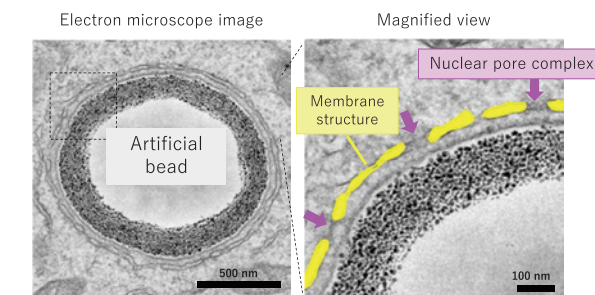 Electron microscope image
Magnified view
Nuclear pore complex
Membrane
structure
Artificial
bead
500 nm
100 nm